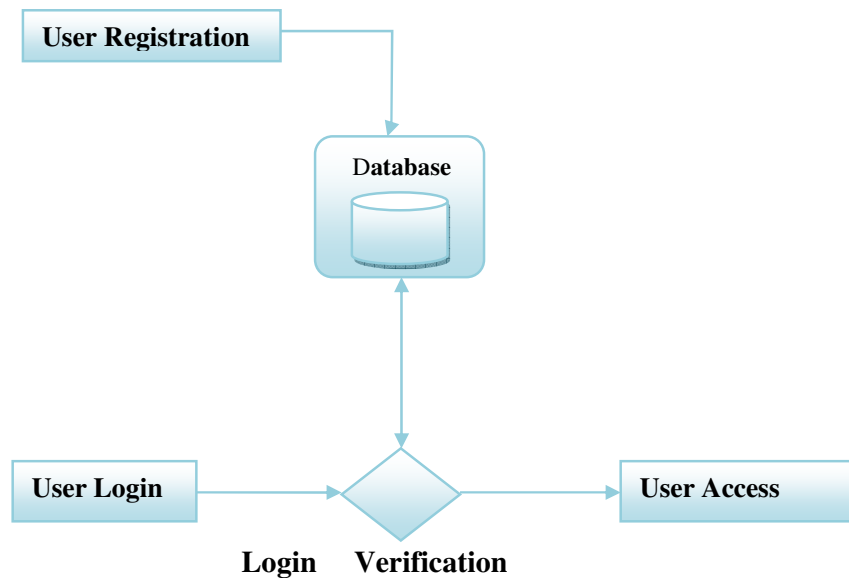 User Registration
Database
User Login
User Access
Login Verification